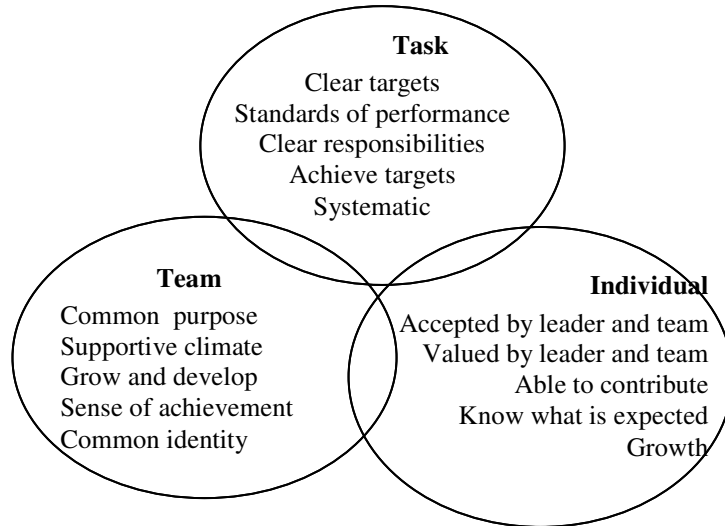 Task
Clear targets
Standards of performance
Clear responsibilities
Achieve targets
Systematic
Team
Common purpose
Supportive climate
Grow and develop
Sense of achievement
Common identity
Individual
Accepted by leader and team
Valued by leader and team
Able to contribute
Know what is expected
Growth